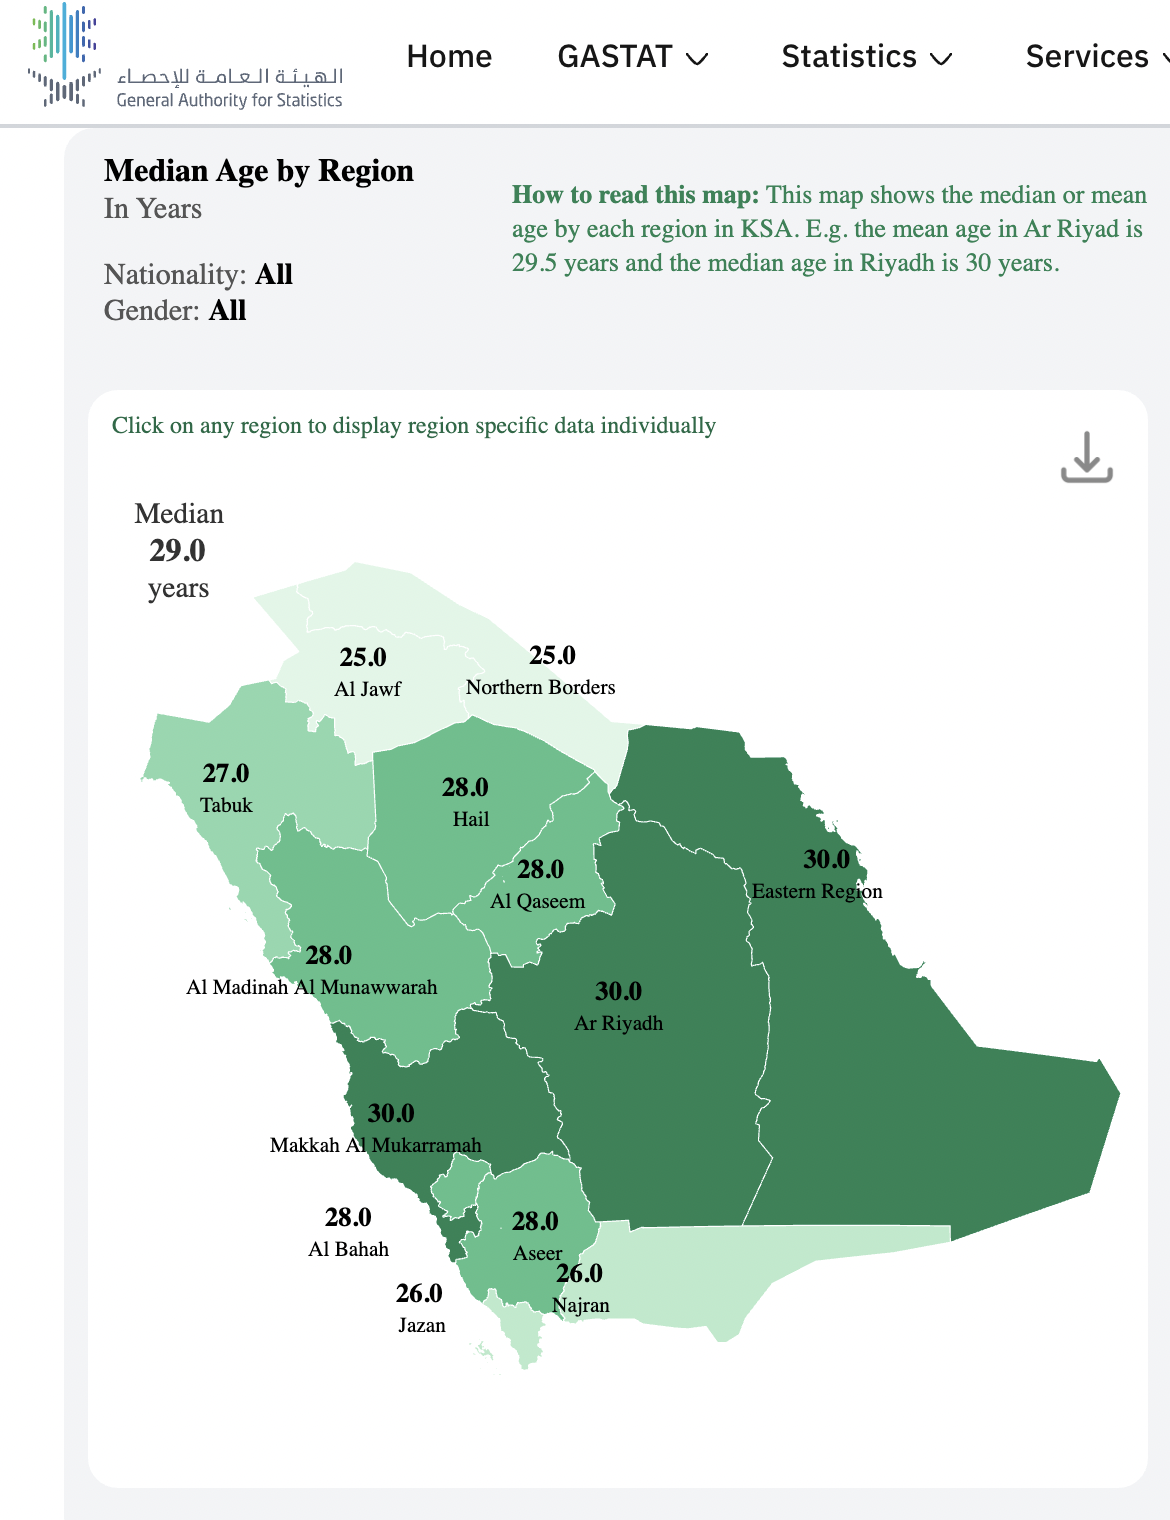 الهيئة العامة للإحصاء
General Authority for Statistics
Home
GASTAT
Statistics
Services
Median Age by Region
In Years
Nationality: All
Gender: All
How to read this map: This map shows the median or mean
age by each region in KSA. E.g. the mean age in Ar Riyad is
29.5 years and the median age in Riyadh is 30 years.
Click on any region to display region specific data individually
Median
29.0
years
25.0
Al Jawf
25.0
Northern Borders
27.0
Tabuk
28.0
Hail
28.0
Al Qaseem
30.0
Eastern Region
28.0
Al Madinah Al Munawwarah
30.0
Ar Riyadh
30.0
Makkah Al Mukarramah
28.0
Al Bahah
28.0
Aseer
26.0
Najran
26.0
Jazan